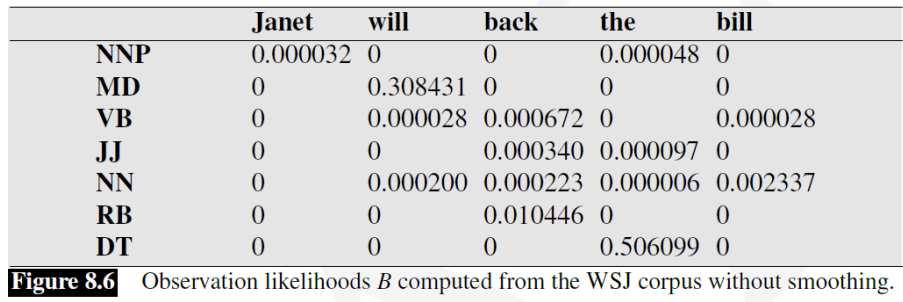 Janet will back the bill
NNP 0.000032 0 0 0.000048 0
MD 0 0.308431 0 0 0
VB 0 0.000028 0.000672 0 0.000028
JJ 0 0 0.000340 0.000097 0
NN 0 0.000200 0.000223 0.000006 0.002337
RB 0 0 0.010446 0 0
DT 0 0 0 0.506099 0
Figure 8.6 Observation likelihoods B computed from the WSJ corpus without smoothing.